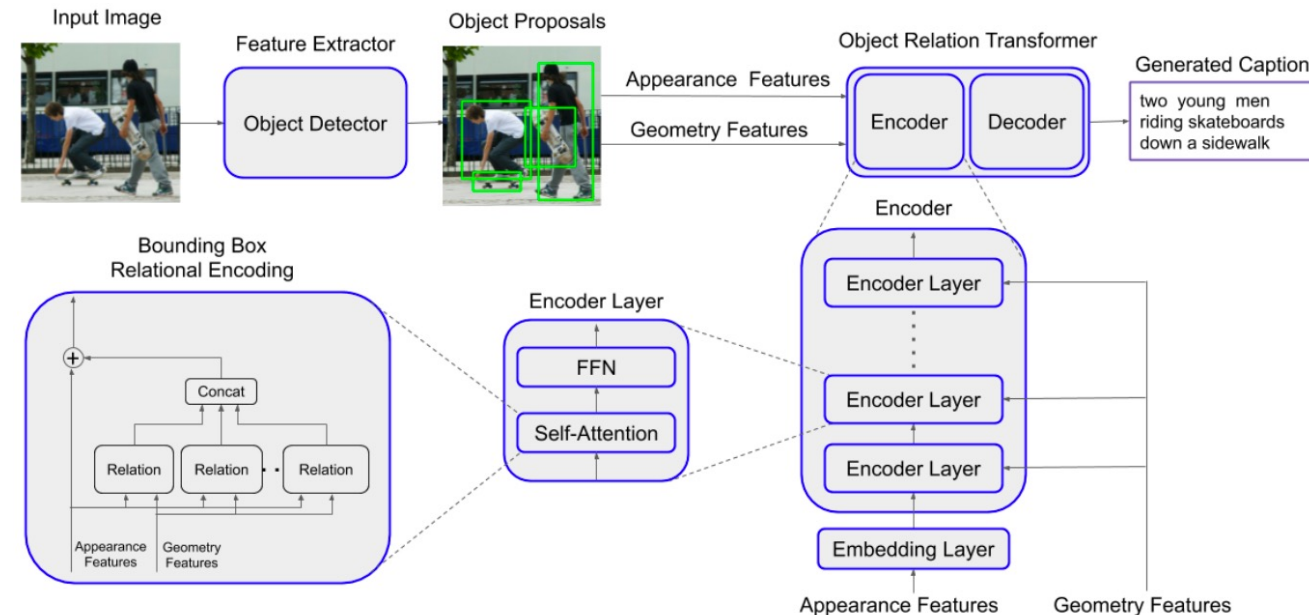 Input Image
Feature Extractor
Object Detector
Object Proposals
Appearance Features
Geometry Features
Object Relation Transformer
Encoder
Decoder
Generated Caption
two young men
riding skateboards
down a sidewalk
Bounding Box
Relational Encoding
+
Concat
Relation
Relation
Relation
Appearance
Features
Geometry
Features
Encoder Layer
FFN
Self-Attention
Encoder
Encoder Layer
Encoder Layer
Encoder Layer
Embedding Layer
Appearance Features
Geometry Features